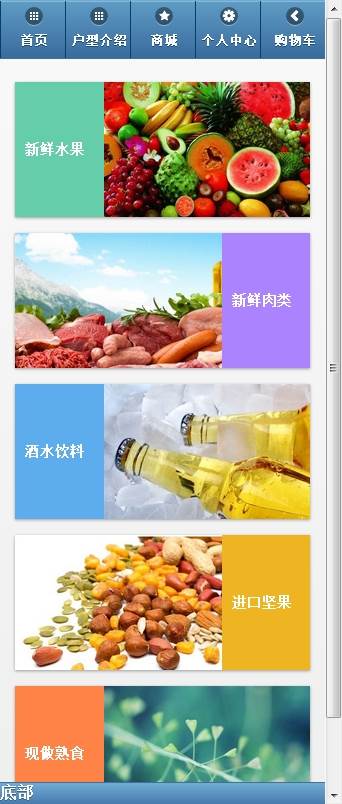 首页 户型介绍 商城 个人中心 购物车
新鲜水果
新鲜肉类
酒水饮料
进口坚果
现做熟食
底部